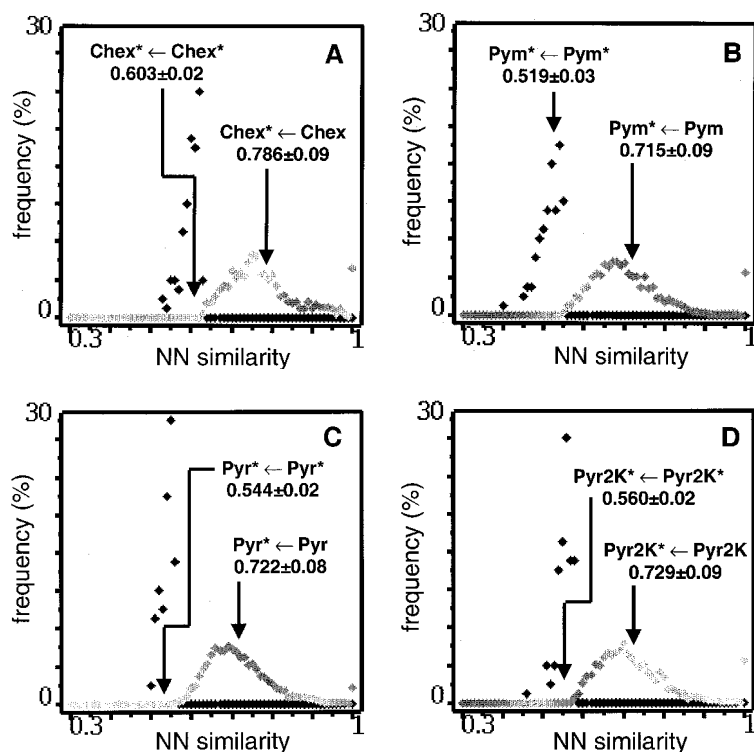 30
Chex* ← Chex*
0.603±0.02
A
Chex* ← Chex
0.786±0.09
frequency (%)
0
0.3
1
NN similarity
30
Pym* ← Pym*
0.519±0.03
B
Pym* ← Pym
0.715±0.09
frequency (%)
0
0.3
1
NN similarity
30
C
Pyr* ← Pyr*
0.544±0.02
Pyr* ← Pyr
0.722±0.08
frequency (%)
0
0.3
1
NN similarity
30
D
Pyr2K* ← Pyr2K*
0.560±0.02
Pyr2K* ← Pyr2K
0.729±0.09
frequency (%)
0
0.3
1
NN similarity